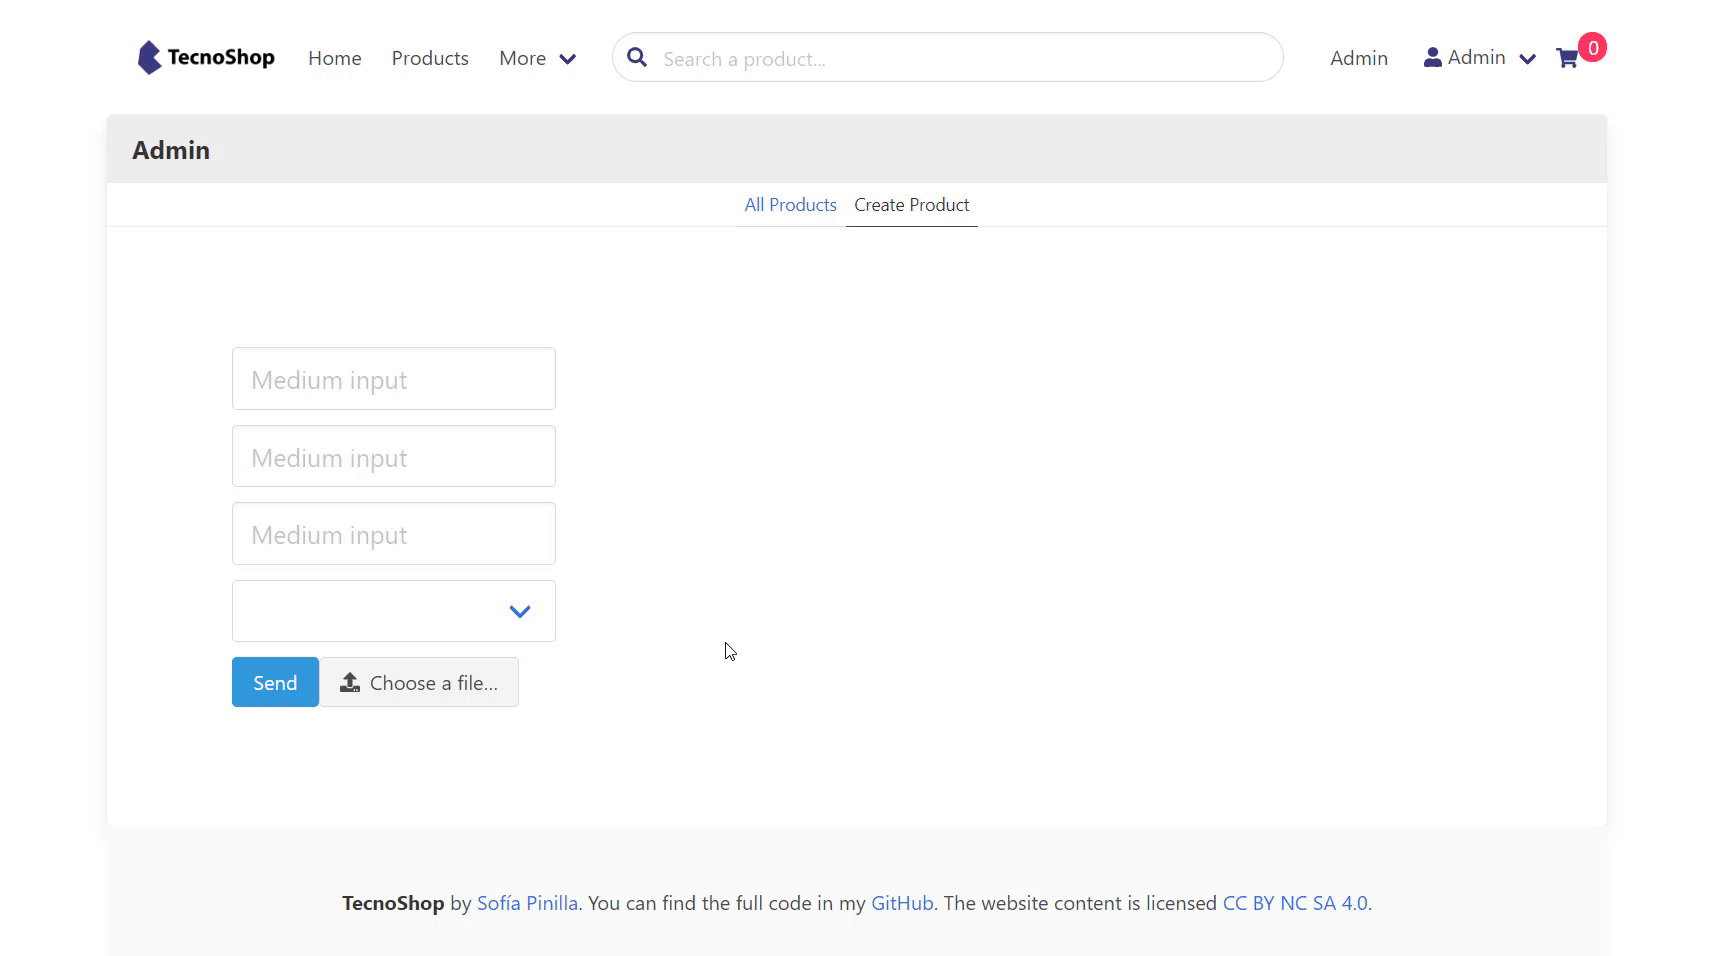 TecnoShop Home Products More Search a product... Admin Admin 0
Admin
All Products Create Product
Medium input
Medium input
Medium input
Send Choose a file…
TecnoShop by Sofía Pinilla. You can find the full code in my GitHub. The website content is licensed CC BY NC SA 4.0.